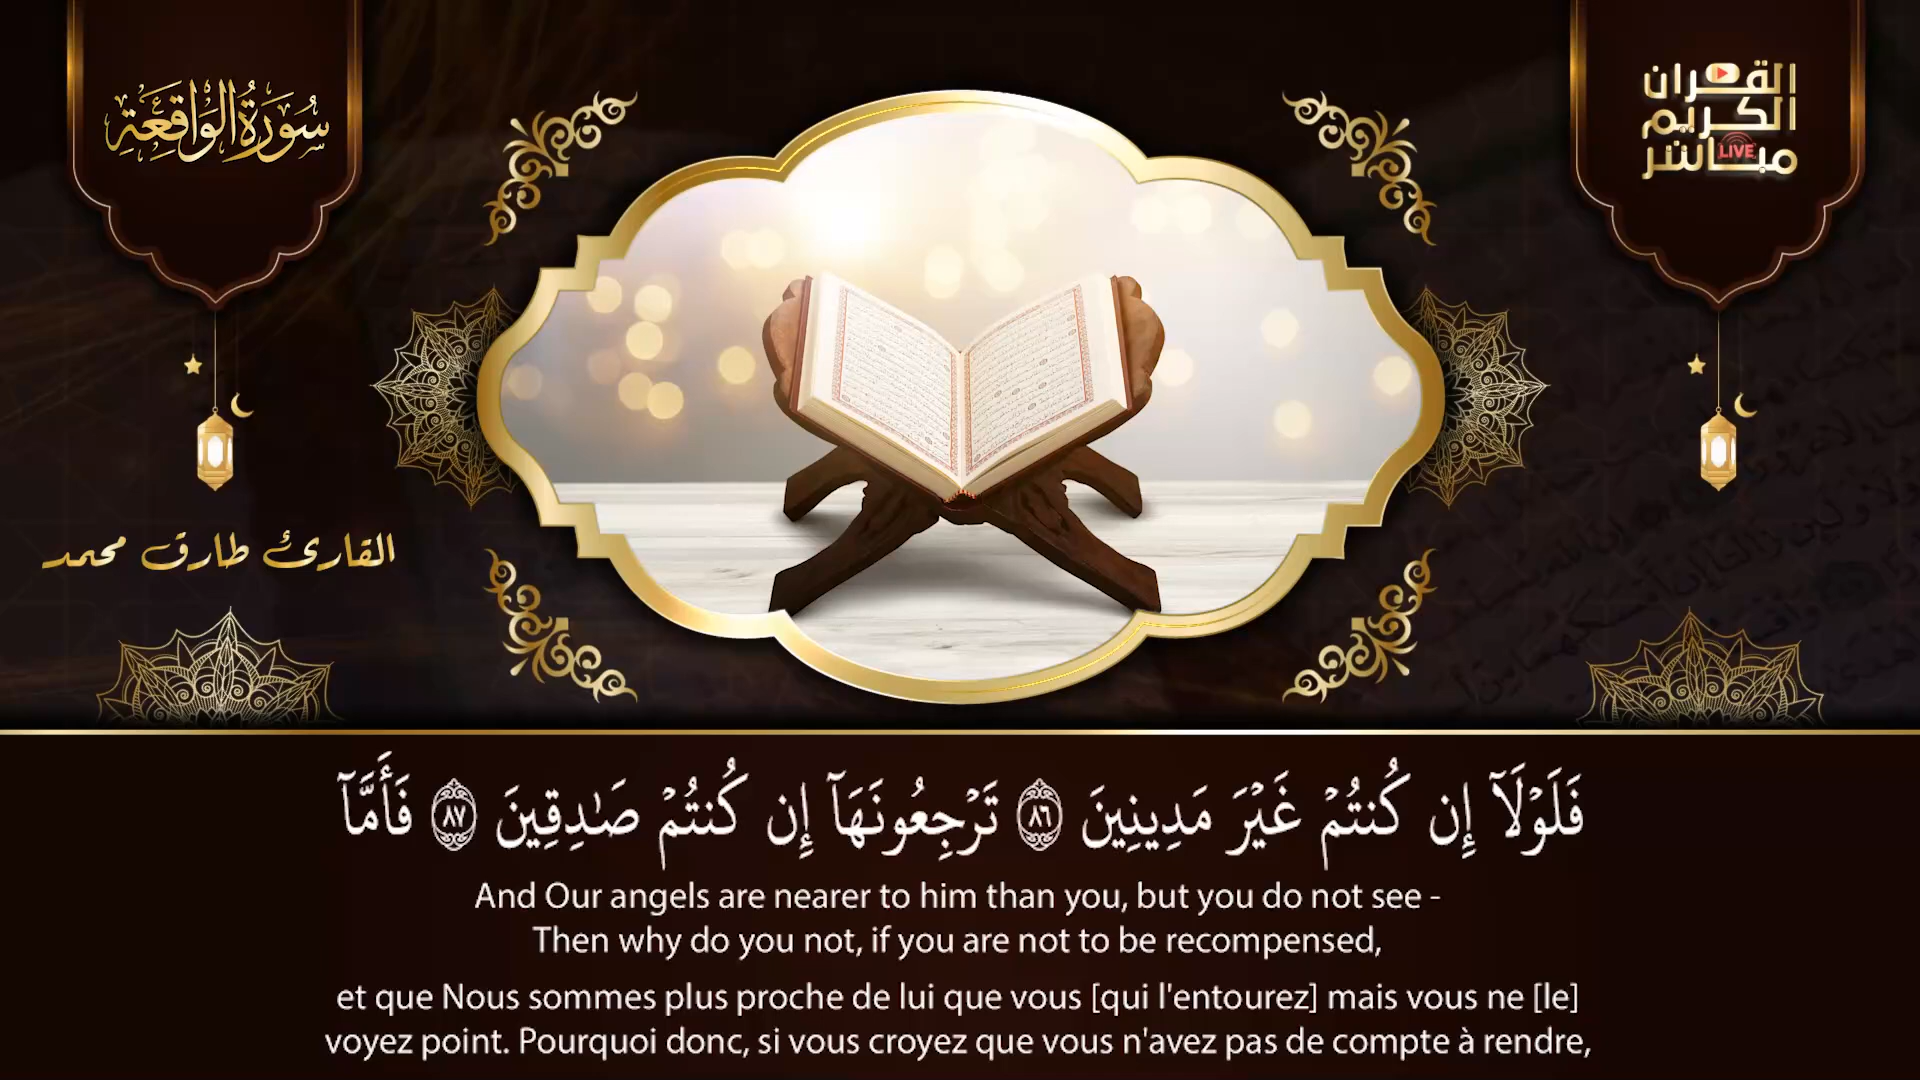 سُورَةُ الْوَاقِعَةِ
القرآن
الكريم
مباشر
LIVE
القارئ طارق محمد
فَلَوْلَآ إِن كُنتُمْ غَيْرَ مَدِينِينَ ٨٦ تَرْجِعُونَهَآ إِن كُنتُمْ صَـٰدِقِينَ ٨٧ فَأَمَّآ
And Our angels are nearer to him than you, but you do not see -
Then why do you not, if you are not to be recompensed,
et que Nous sommes plus proche de lui que vous [qui l'entourez] mais vous ne [le]
voyez point. Pourquoi donc, si vous croyez que vous n'avez pas de compte à rendre,